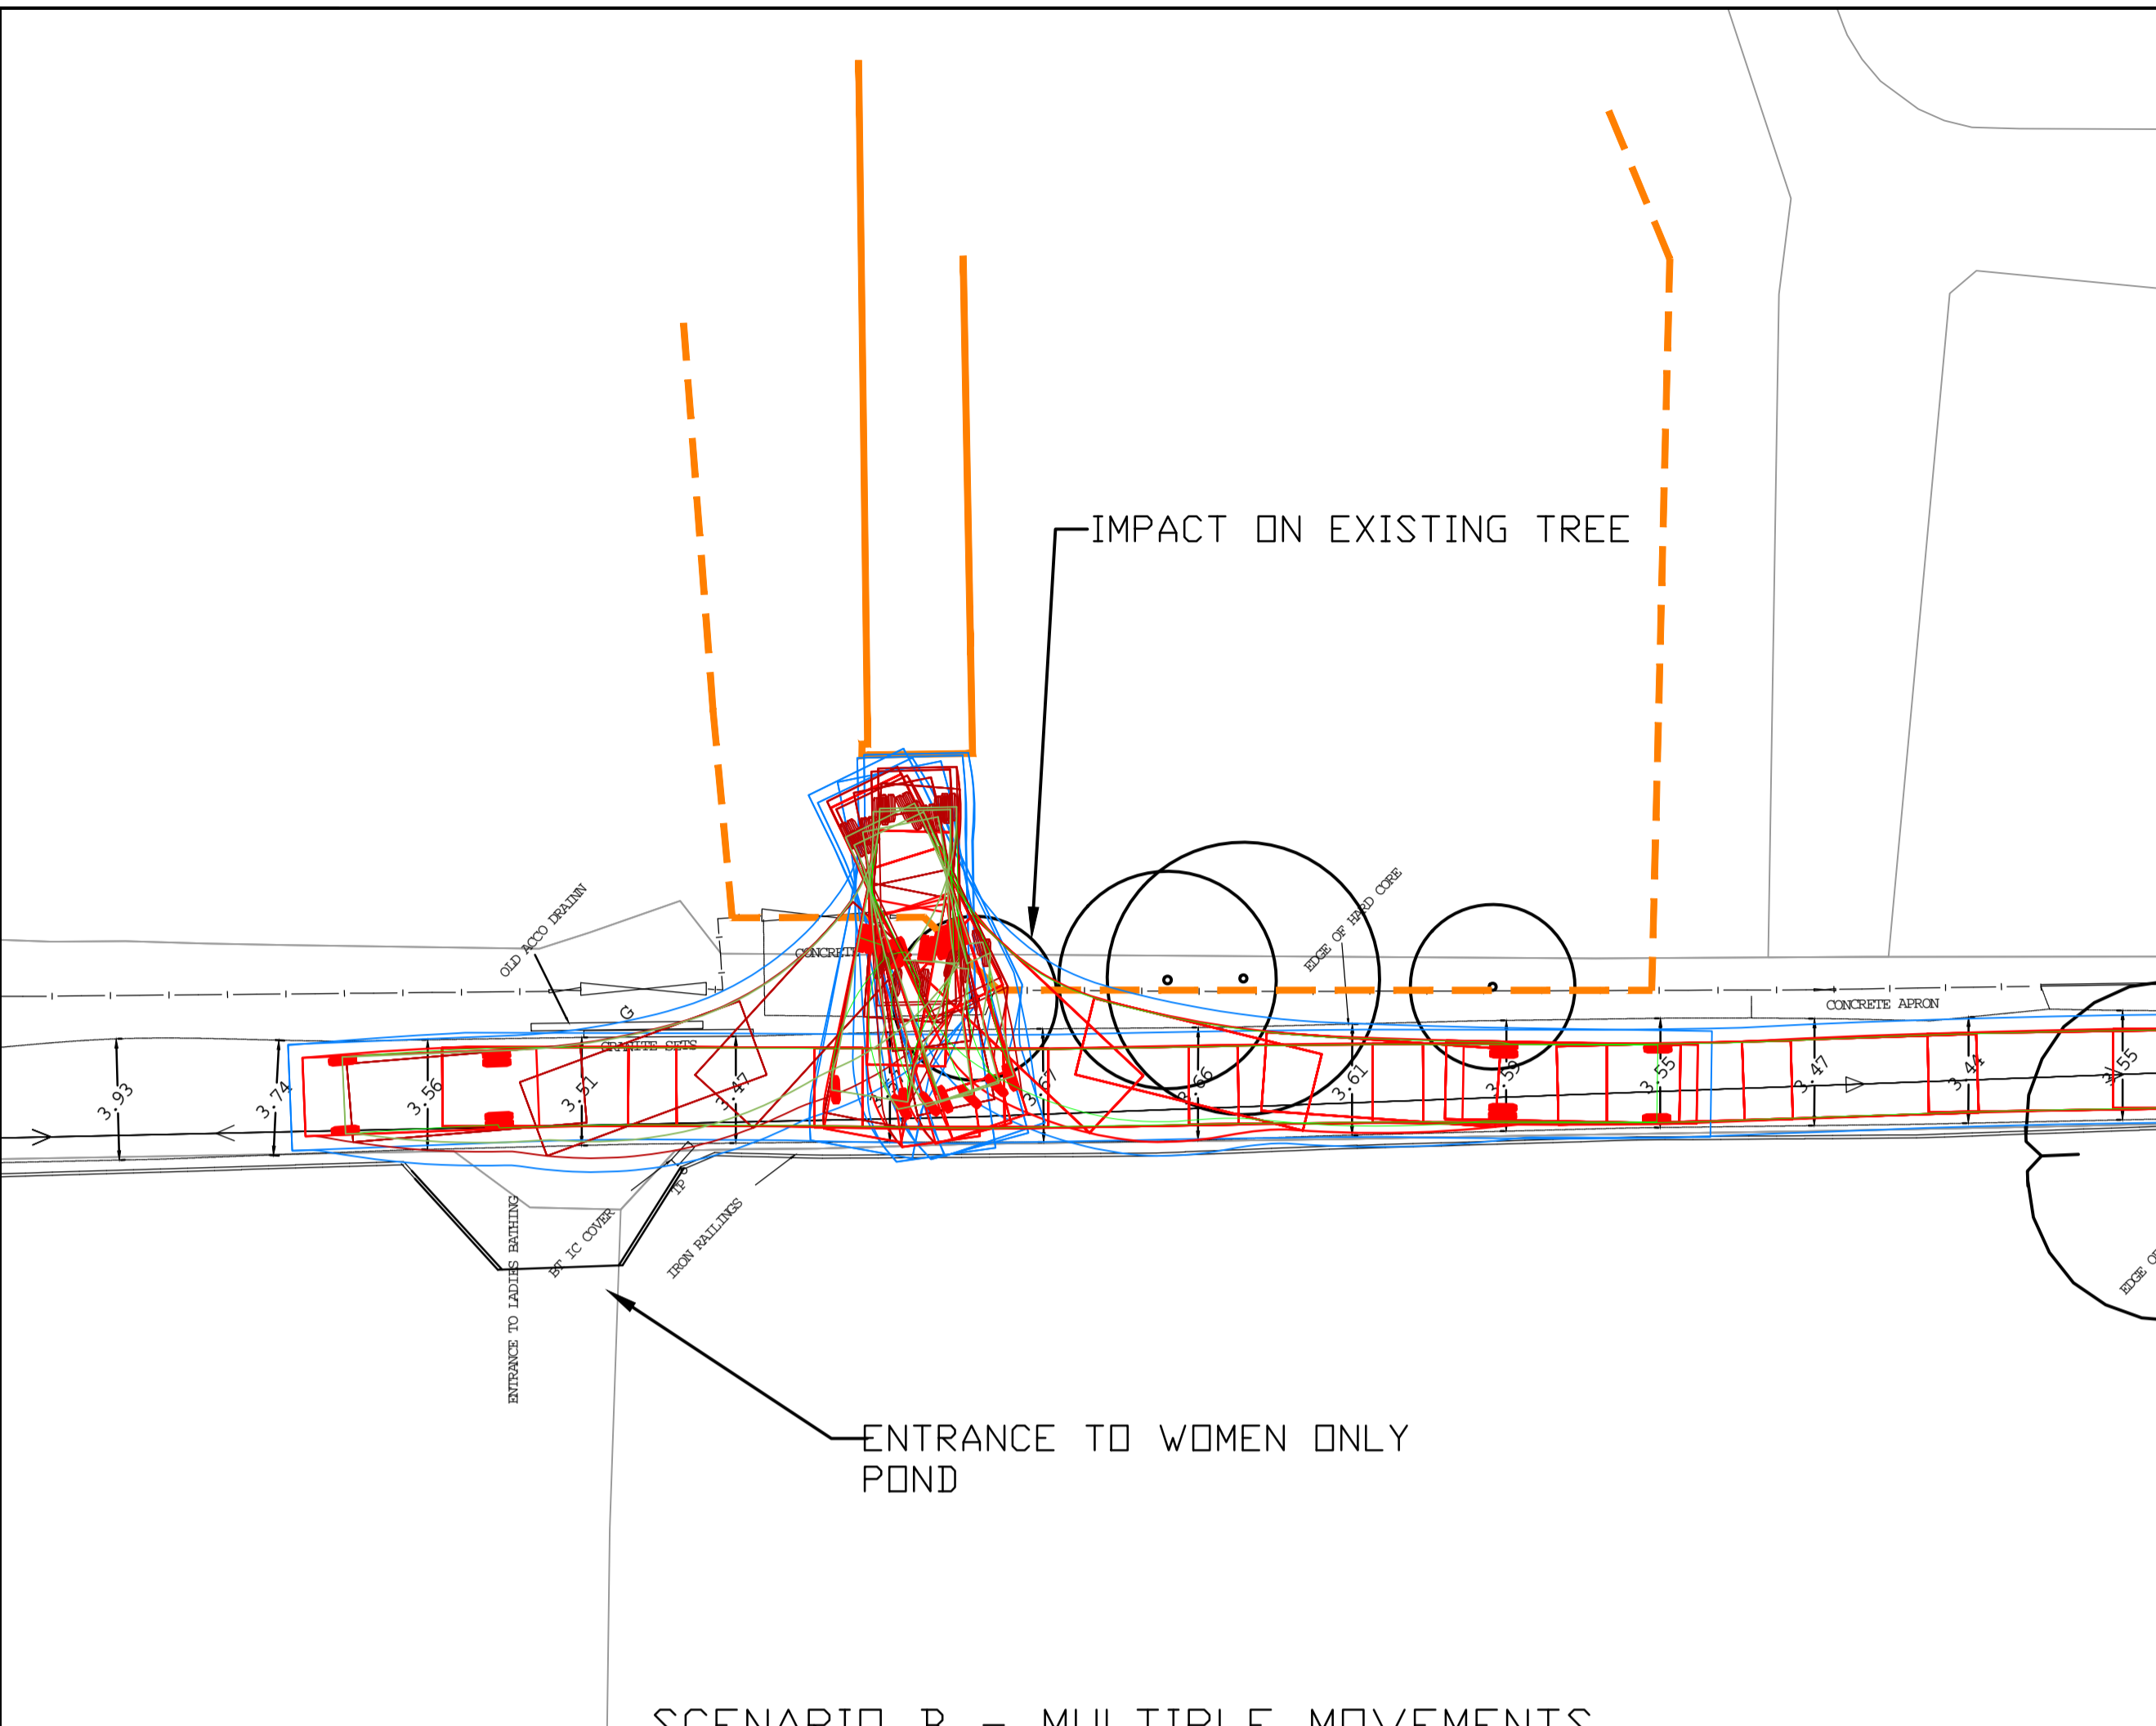 IMPACT ON EXISTING TREE
OLD ACCO DRAINN
EDGE OF HARD CORE
CONCRETE
CONCRETE APRON
G
GRANITE SETS
3.93
3.74
3.56
3.51
3.47
3.67
3.66
3.61
3.59
3.55
3.47
3.44
3.55
TP
BT IC COVER
IRON RAILINGS
ENTRANCE TO LADIES BATHING
ENTRANCE TO WOMEN ONLY
POND
SCENARIO B - MULTIPLE MOVEMENTS